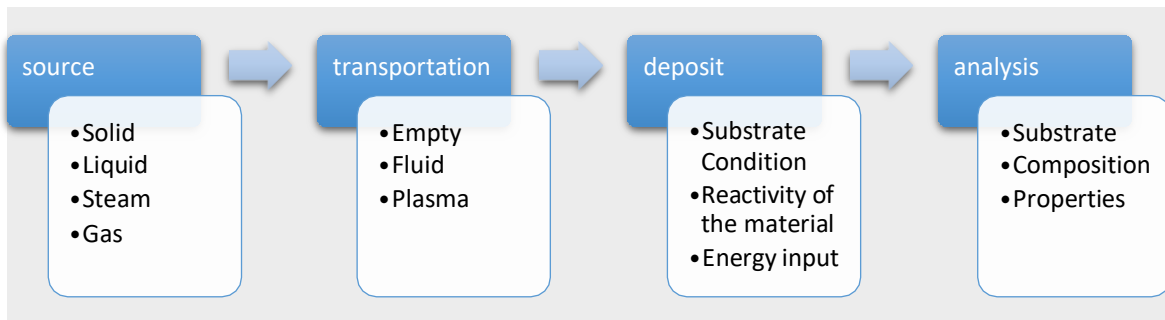 source
•Solid
•Liquid
•Steam
•Gas
transportation
•Empty
•Fluid
•Plasma
deposit
•Substrate
Condition
•Reactivity of
the material
•Energy input
analysis
•Substrate
•Composition
•Properties